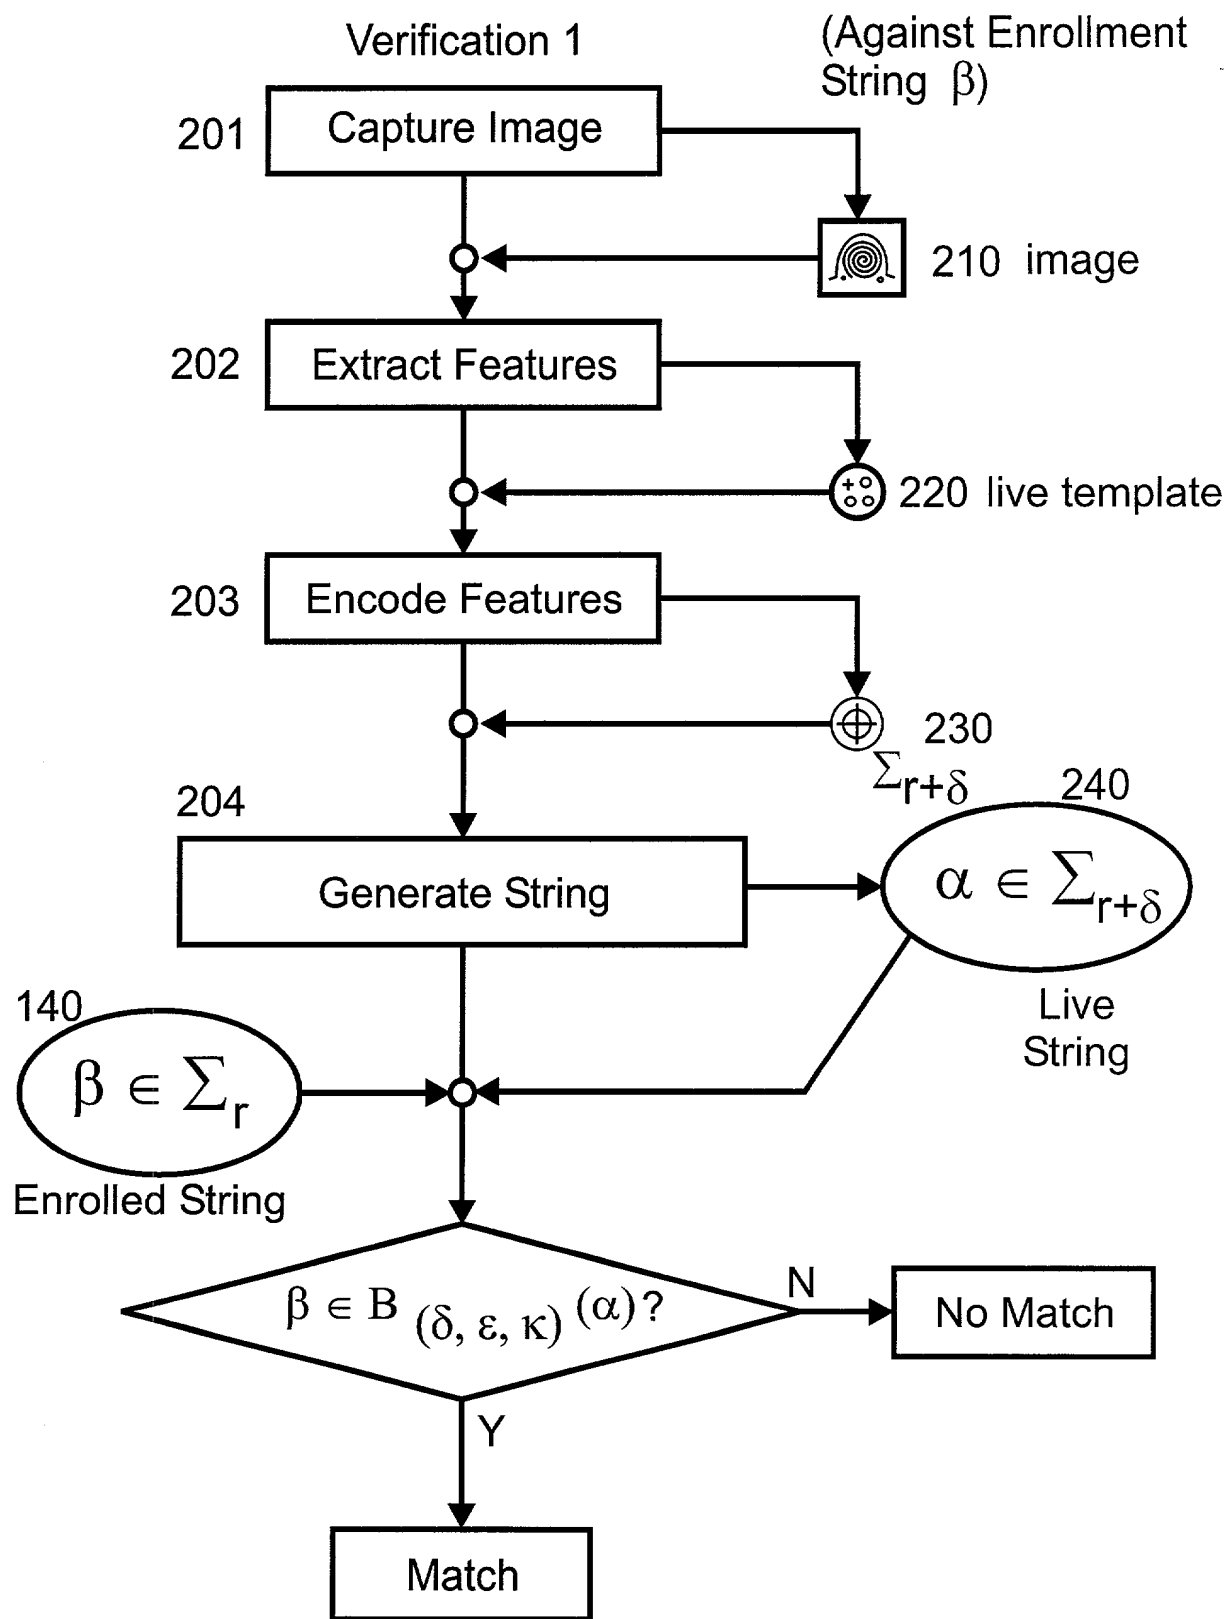 Verification 1
(Against Enrollment
String β)
201
Capture Image
210 image
202
Extract Features
220 live template
203
Encode Features
230
Σr+δ
204
240
Generate String
α ∈ Σr+δ
Live
String
140
β ∈ Σr
Enrolled String
β ∈ B (δ, ε, κ) (α)?
N
No Match
Y
Match